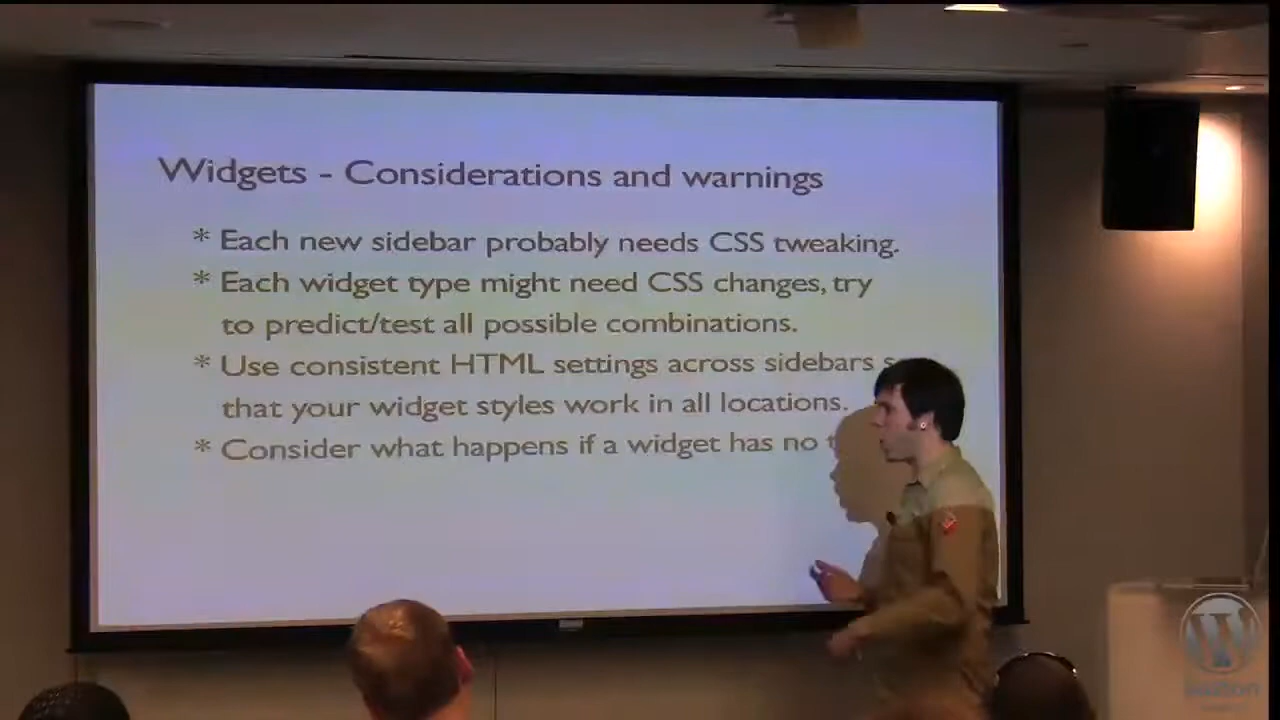 Widgets - Considerations and warnings
* Each new sidebar probably needs CSS tweaking.
* Each widget type might need CSS changes, try
to predict/test all possible combinations.
* Use consistent HTML settings across sidebars
that your widget styles work in all locations.
* Consider what happens if a widget has no